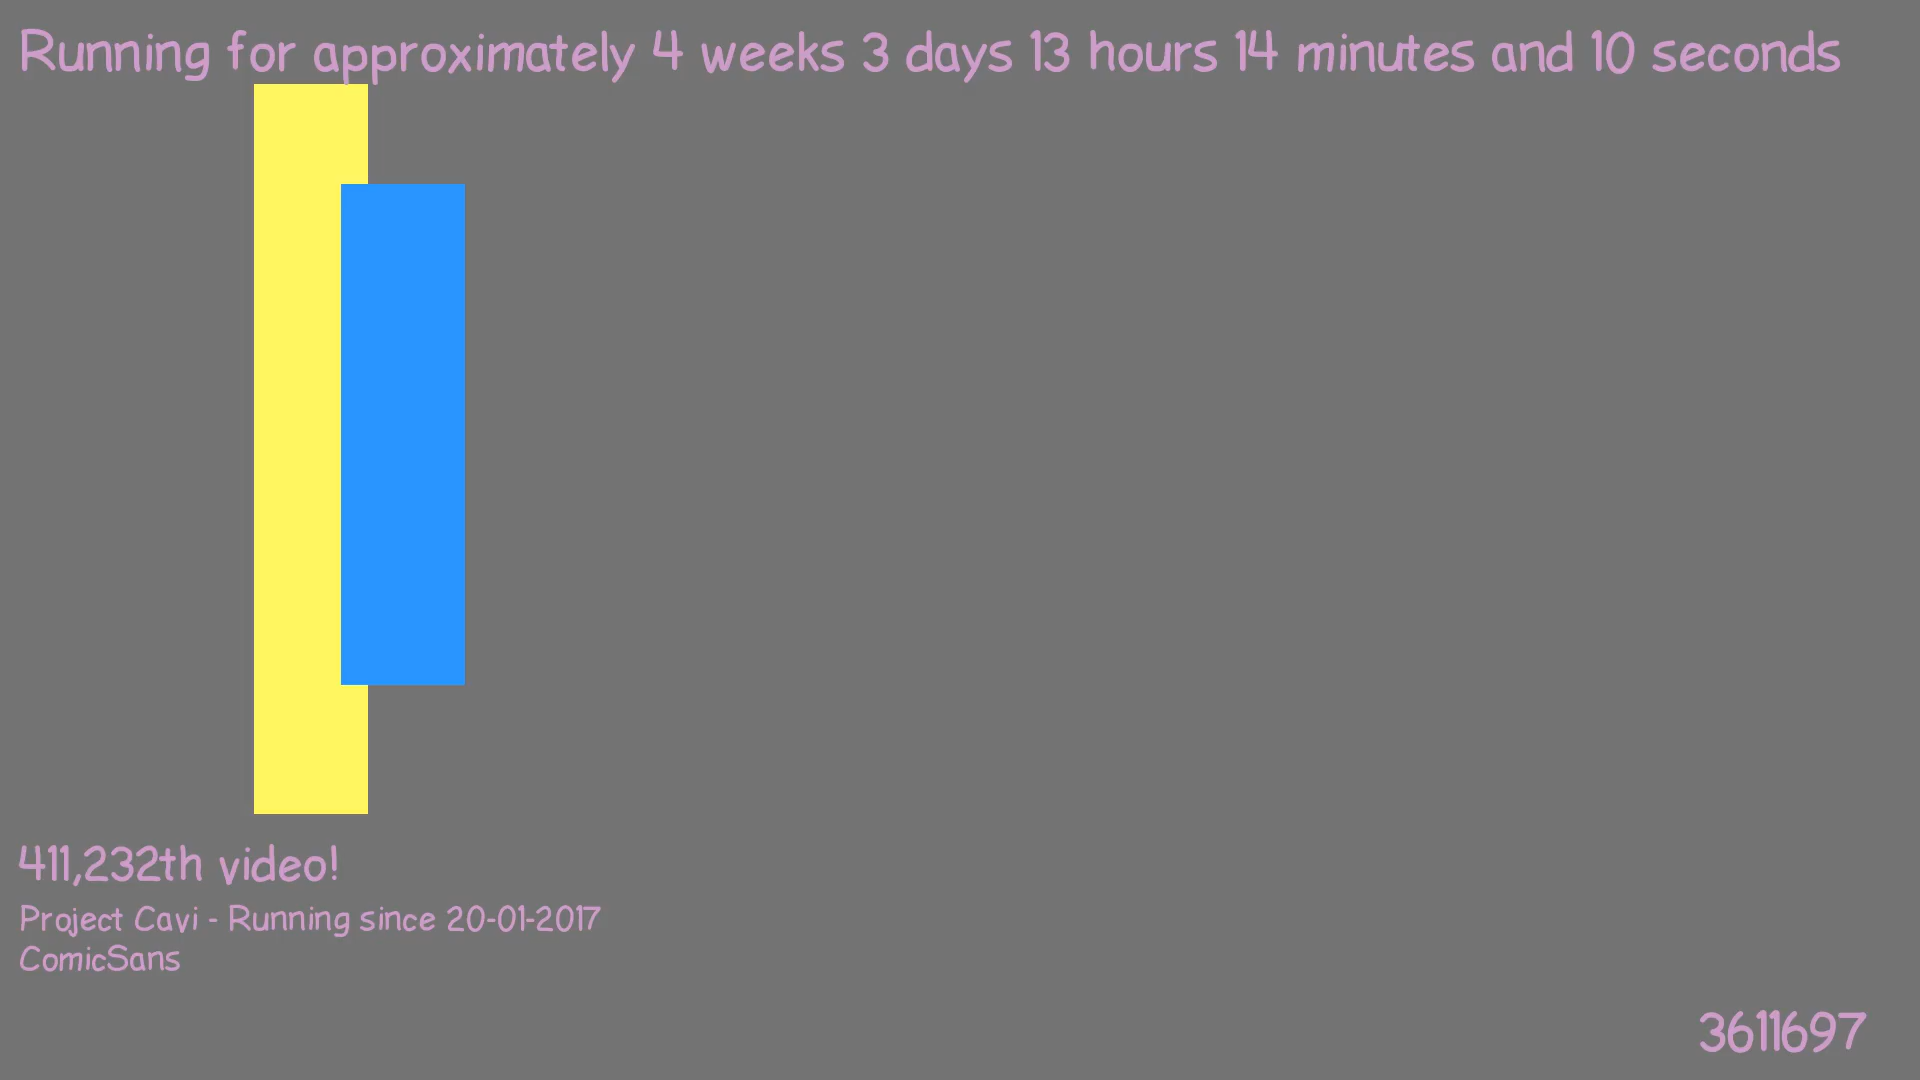 Running for approximately 4 weeks 3 days 13 hours 14 minutes and 10 seconds
411,232th video!
Project Cavi - Running since 20-01-2017
ComicSans
3611697